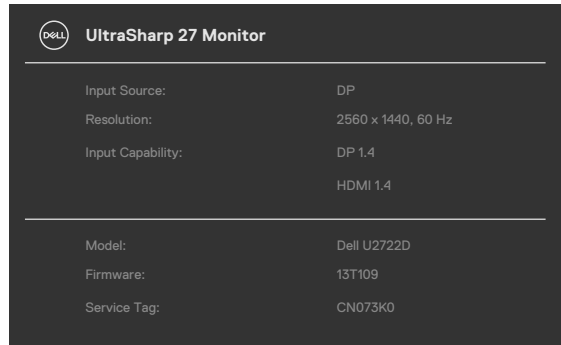 DELL UltraSharp 27 Monitor
Input Source: DP
Resolution: 2560 x 1440, 60 Hz
Input Capability: DP 1.4
HDMI 1.4
Model: Dell U2722D
Firmware: 13T109
Service Tag: CN073K0